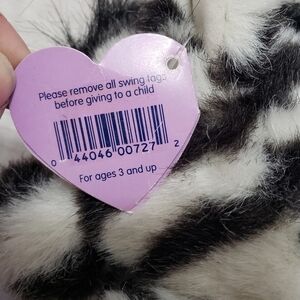 Please remove all swing tags
before giving to a child
0 44046 00727 2
For ages 3 and up